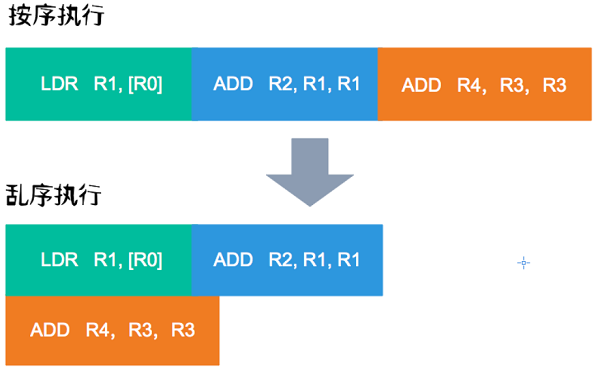 按序执行
LDR R1, [R0] ADD R2, R1, R1 ADD R4, R3, R3
乱序执行
LDR R1, [R0] ADD R2, R1, R1
ADD R4, R3, R3